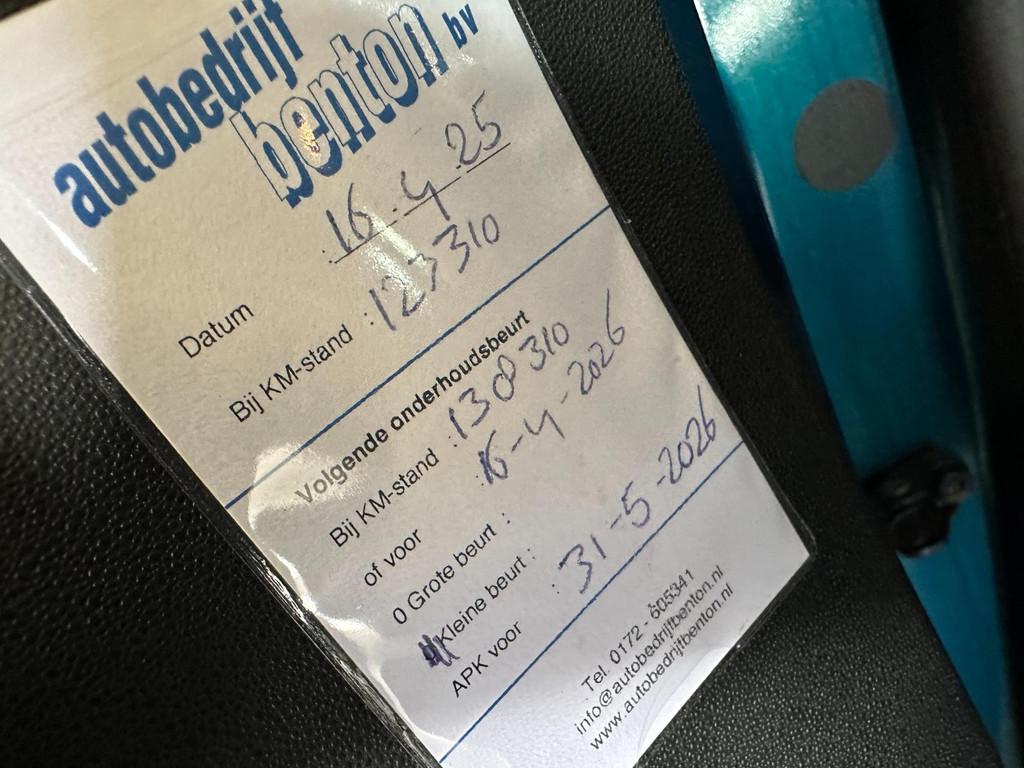 autobedrijf
benton bv
Datum : 16-4-25
Bij KM-stand : 123310
Volgende onderhoudsbeurt
Bij KM-stand : 138310
of voor : 16-4-2026
0 Grote beurt :
Kleine beurt :
APK voor : 31-5-2026
Tel. 0172 - 605341
info@autobedrijfbenton.nl
www.autobedrijfbenton.nl